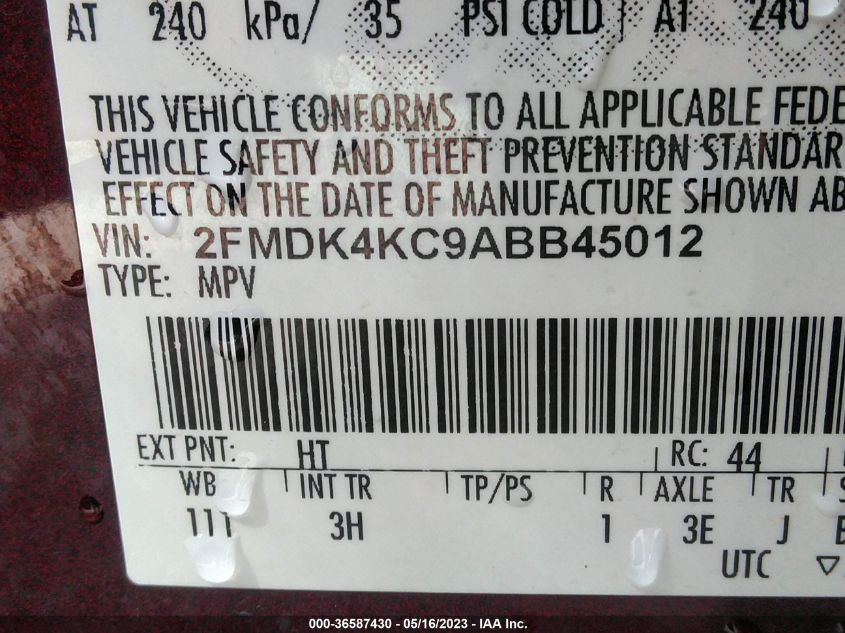 AT 240 kPa/ 35 PSI COLD AT 240
THIS VEHICLE CONFORMS TO ALL APPLICABLE FEDE
VEHICLE SAFETY AND THEFT PREVENTION STANDAR
EFFECT ON THE DATE OF MANUFACTURE SHOWN AB
VIN: 2FMDK4KC9ABB45012
TYPE: MPV
EXT PNT: HT RC: 44
WB INT TR TP/PS R AXLE TR S
111 3H 1 3E J E
UTC ▽
000-36587430 - 05/16/2023 - IAA Inc.